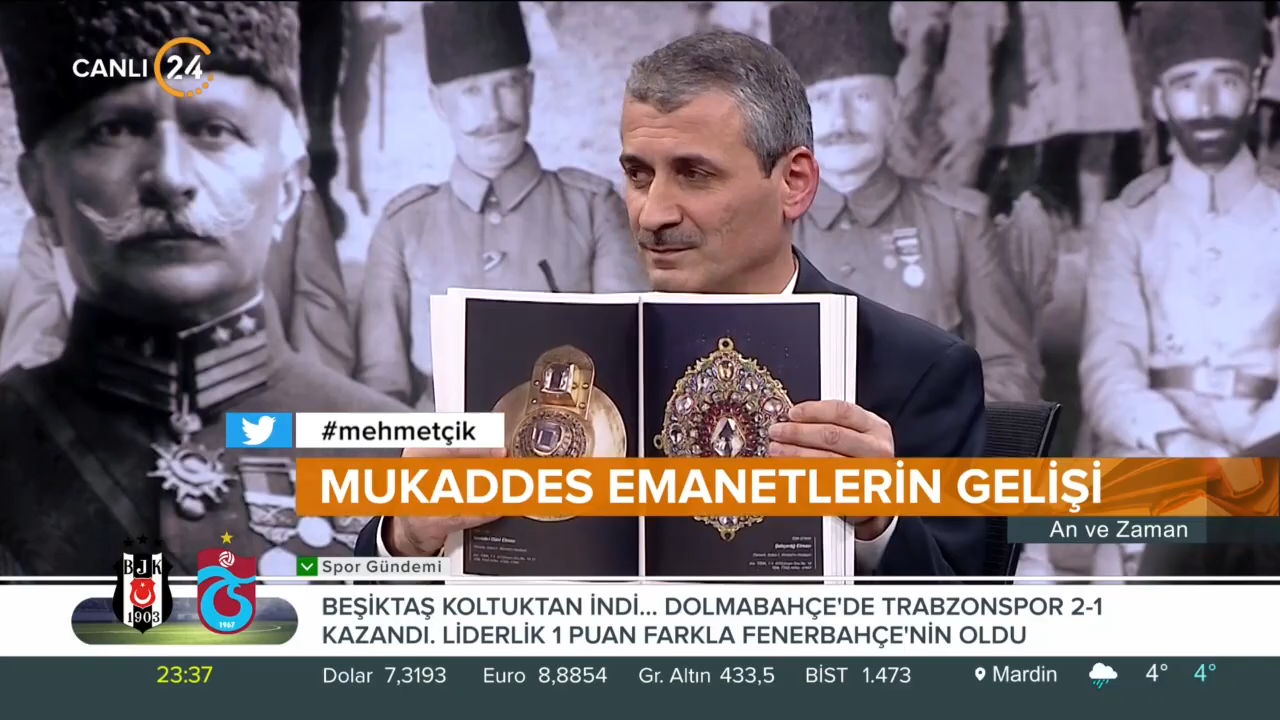 CANLI 24
#mehmetçik
MUKADDES EMANETLERİN GELİŞİ
An ve Zaman
Spor Gündemi
BJK
1903
TS
1967
BEŞİKTAŞ KOLTUKTAN İNDİ... DOLMABAHÇE'DE TRABZONSPOR 2-1
KAZANDI. LİDERLİK 1 PUAN FARKLA FENERBAHÇE'NİN OLDU
23:37 Dolar 7,3193 Euro 8,8854 Gr. Altın 433,5 BİST 1.473 Mardin 4° 4°